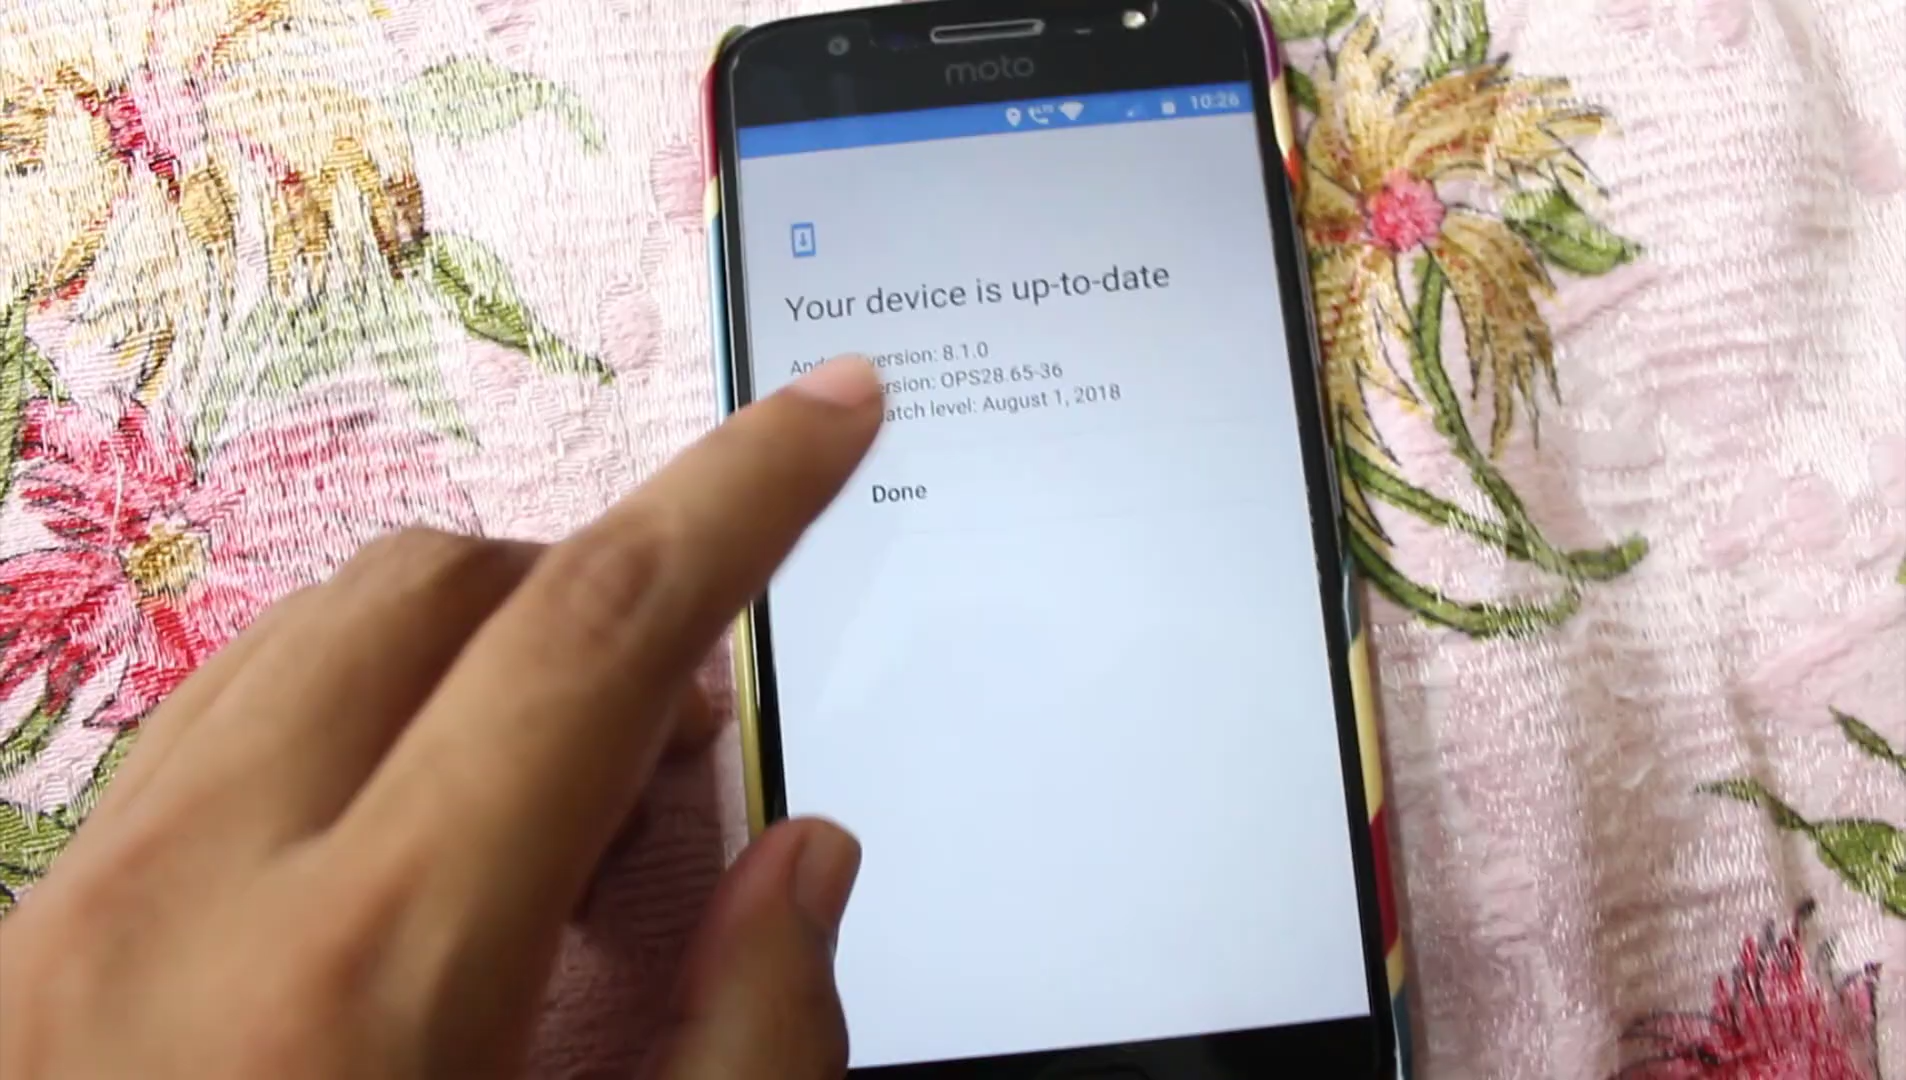 moto
10:26
Your device is up-to-date
version: 8.1.0
ersion: OPS28.65-36
atch level: August 1, 2018
Done